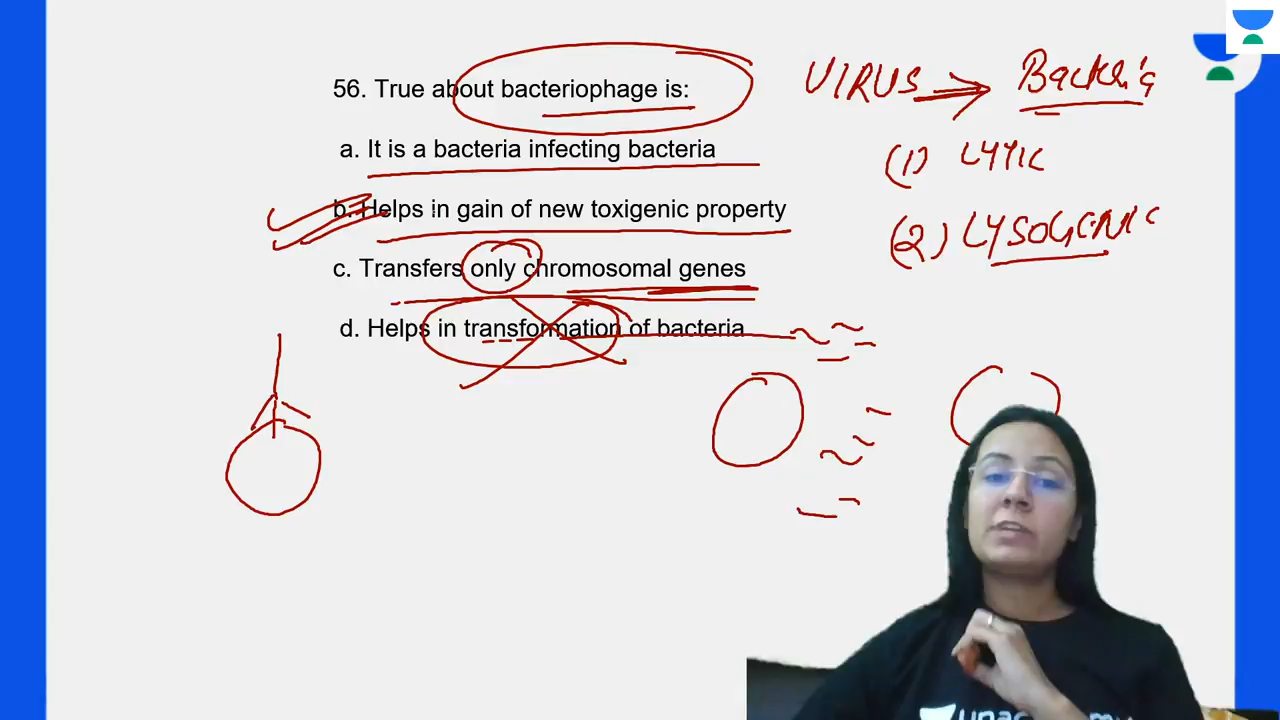 56. True about bacteriophage is:
a. It is a bacteria infecting bacteria
b. Helps in gain of new toxigenic property
c. Transfers only chromosomal genes
d. Helps in transformation of bacteria
VIRUS → Bacteria
(1) LYTIC
(2) LYSOGENIC